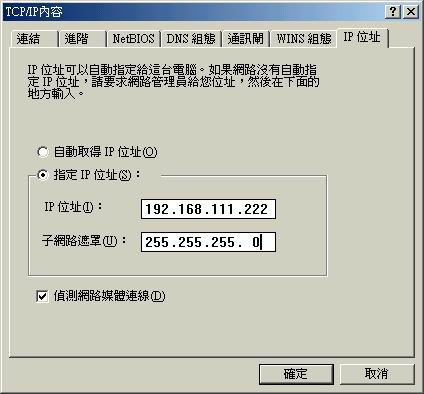 TCP/IP內容
連結 進階 NetBIOS DNS 組態 通訊閘 WINS 組態 IP 位址
IP 位址可以自動指定給這台電腦。如果網路沒有自動指
定 IP 位址，請要求網路管理員給您位址，然後在下面的
地方輸入。
自動取得 IP 位址(O)
指定 IP 位址(S)：
IP 位址(I)： 192.168.111.222
子網路遮罩(U)： 255.255.255. 0
偵測網路媒體連線(D)
確定 取消